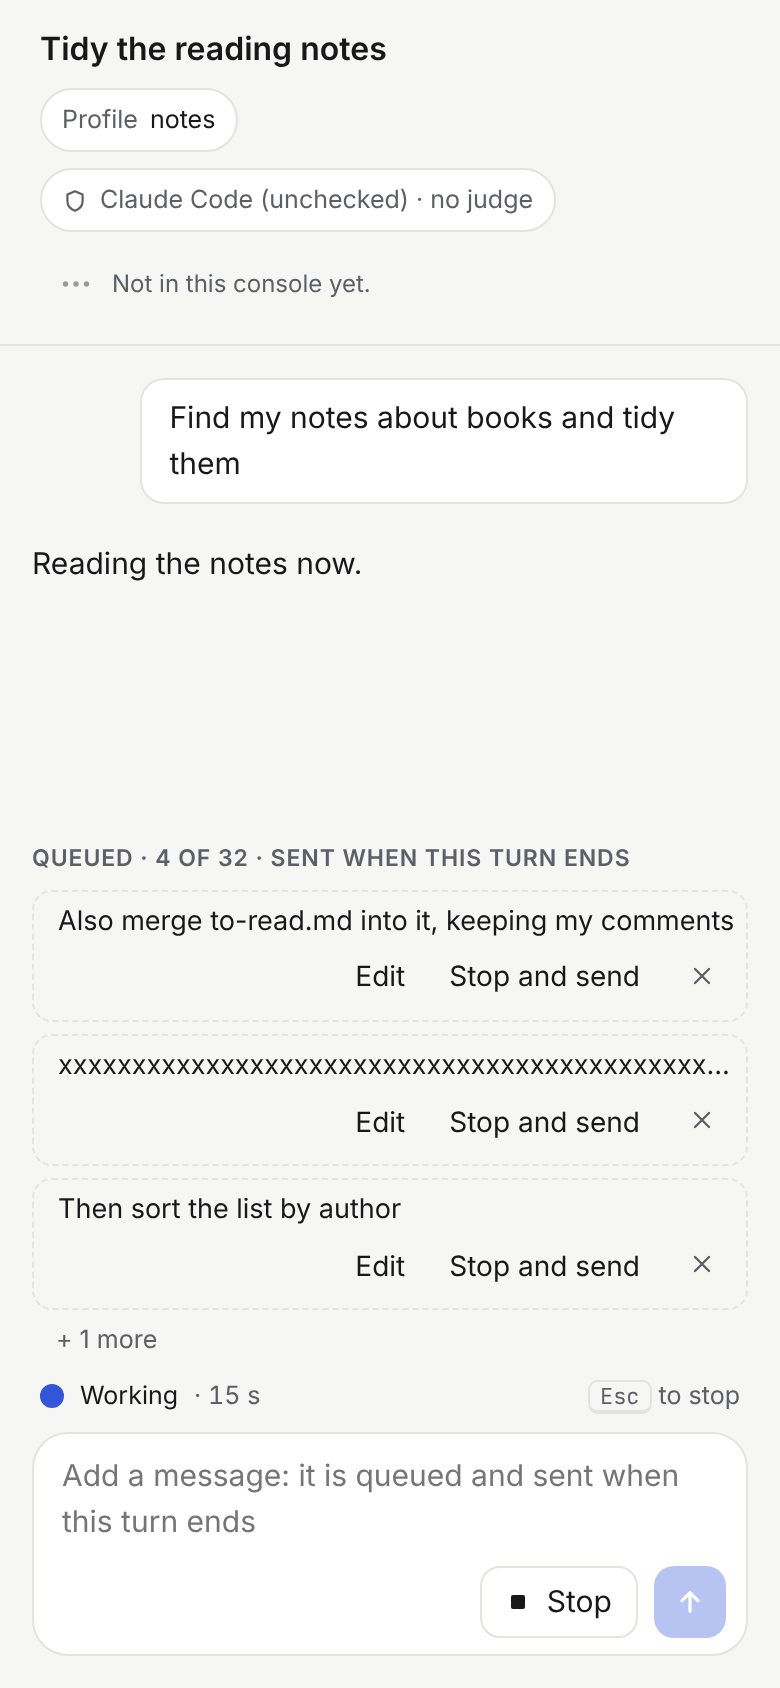 Tidy the reading notes
Profile notes
Claude Code (unchecked) · no judge
··· Not in this console yet.
Find my notes about books and tidy
them
Reading the notes now.
QUEUED · 4 OF 32 · SENT WHEN THIS TURN ENDS
Also merge to-read.md into it, keeping my comments
Edit Stop and send ×
xxxxxxxxxxxxxxxxxxxxxxxxxxxxxxxxxxxxxxxxxxxx...
Edit Stop and send ×
Then sort the list by author
Edit Stop and send ×
+ 1 more
Working · 15 s Esc to stop
Add a message: it is queued and sent when
this turn ends
Stop